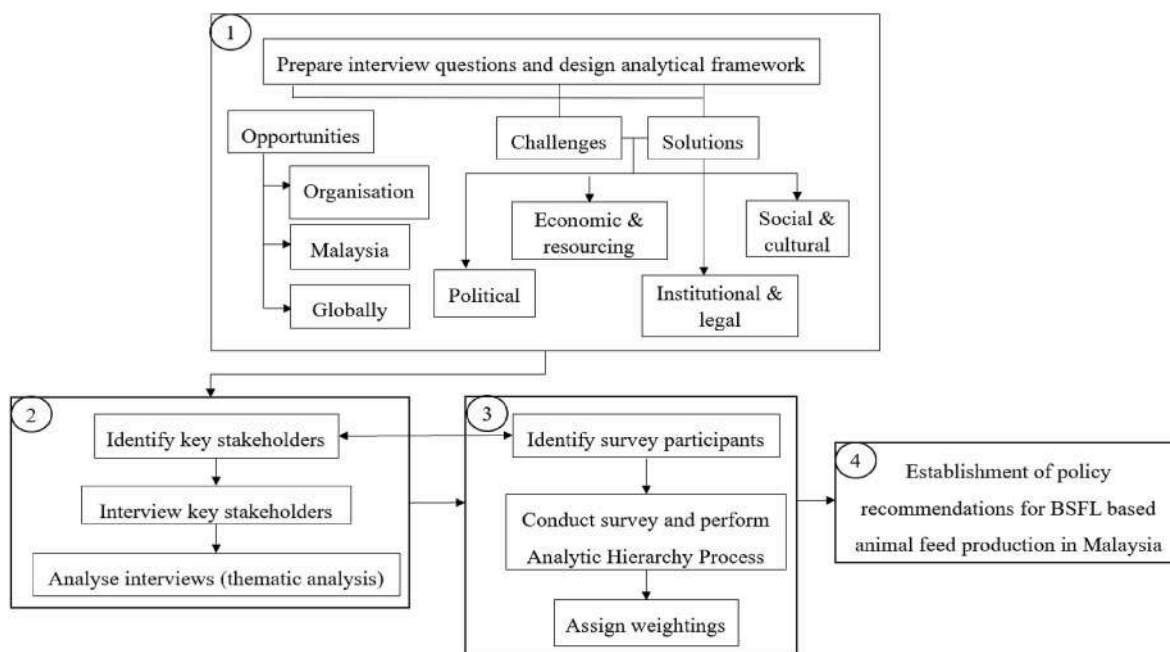 1
Prepare interview questions and design analytical framework
Opportunities
Organisation
Malaysia
Globally
Challenges
Solutions
Political
Economic &
resourcing
Institutional &
legal
Social &
cultural
2
Identify key stakeholders
Interview key stakeholders
Analyse interviews (thematic analysis)
3
Identify survey participants
Conduct survey and perform
Analytic Hierarchy Process
Assign weightings
4
Establishment of policy
recommendations for BSFL based
animal feed production in Malaysia